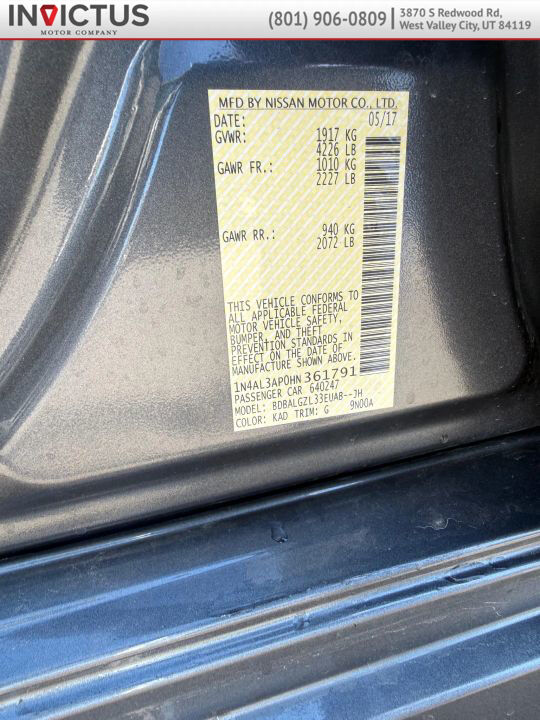 INVICTUS
MOTOR COMPANY
(801) 906-0809
3870 S Redwood Rd,
West Valley City, UT 84119
MFD BY NISSAN MOTOR CO., LTD.
DATE: 05/17
GVWR: 1917 KG
4226 LB
GAWR FR.: 1010 KG
2227 LB
GAWR RR.: 940 KG
2072 LB
THIS VEHICLE CONFORMS TO
ALL APPLICABLE FEDERAL
MOTOR VEHICLE SAFETY,
BUMPER, AND THEFT
PREVENTION STANDARDS IN
EFFECT ON THE DATE OF
MANUFACTURE SHOWN ABOVE.
1N4AL3AP0HN361791
PASSENGER CAR 640247
MODEL: BDBALGZL33EUAB--JH
COLOR: KAD TRIM: G 9N00A